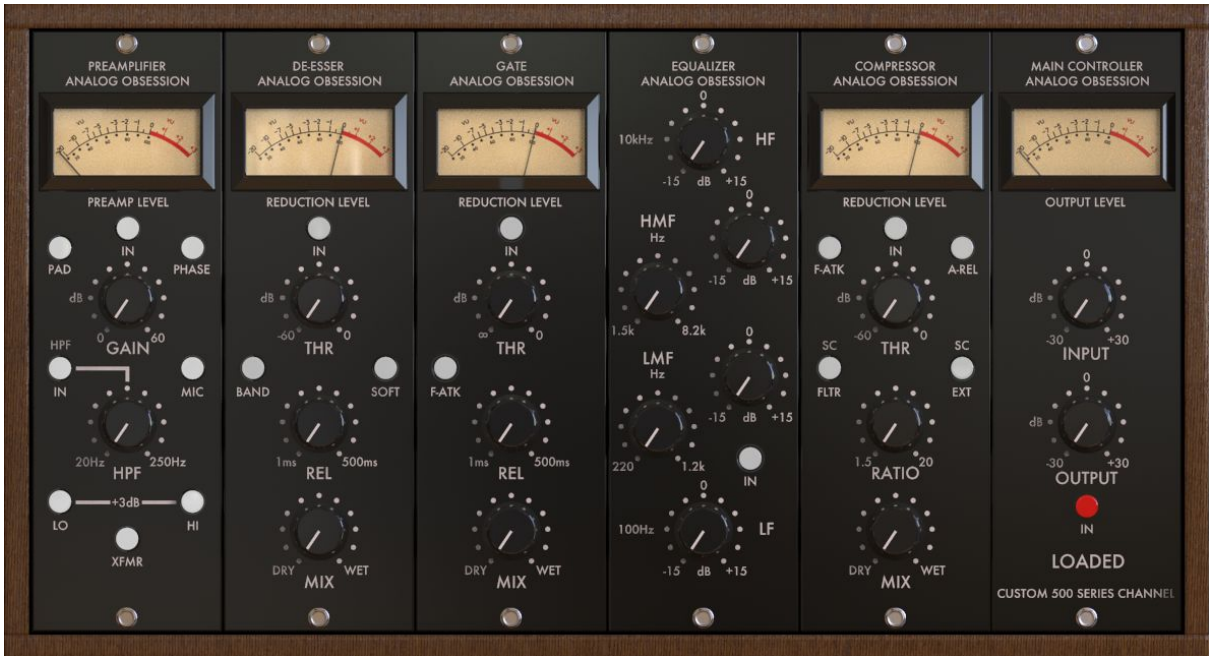 PREAMPLIFIER
ANALOG OBSESSION
PREAMP LEVEL
IN
PAD
PHASE
dB
0
60
GAIN
HPF
IN
MIC
20Hz
250Hz
HPF
+3dB
LO
HI
XFMR
DE-ESSER
ANALOG OBSESSION
REDUCTION LEVEL
IN
dB
-60
0
THR
BAND
SOFT
1ms
500ms
REL
DRY
WET
MIX
GATE
ANALOG OBSESSION
REDUCTION LEVEL
IN
dB
∞
0
THR
F-ATK
1ms
500ms
REL
DRY
WET
MIX
EQUALIZER
ANALOG OBSESSION
0
10kHz
HF
-15
dB
+15
HMF
Hz
0
-15
dB
+15
1.5k
8.2k
LMF
Hz
0
-15
dB
+15
220
1.2k
IN
0
100Hz
LF
-15
dB
+15
COMPRESSOR
ANALOG OBSESSION
REDUCTION LEVEL
IN
F-ATK
A-REL
dB
-60
0
THR
SC
FLTR
SC
EXT
1.5
20
RATIO
DRY
WET
MIX
MAIN CONTROLLER
ANALOG OBSESSION
OUTPUT LEVEL
0
dB
-30
+30
INPUT
0
dB
-30
+30
OUTPUT
IN
LOADED
CUSTOM 500 SERIES CHANNEL